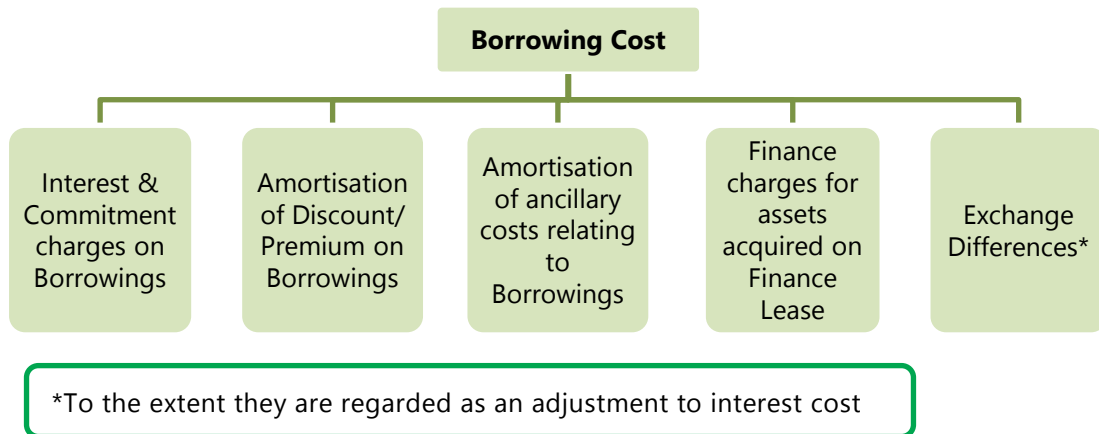 Borrowing Cost
Interest &
Commitment
charges on
Borrowings
Amortisation
of Discount/
Premium on
Borrowings
Amortisation
of ancillary
costs relating
to
Borrowings
Finance
charges for
assets
acquired on
Finance
Lease
Exchange
Differences*
*To the extent they are regarded as an adjustment to interest cost